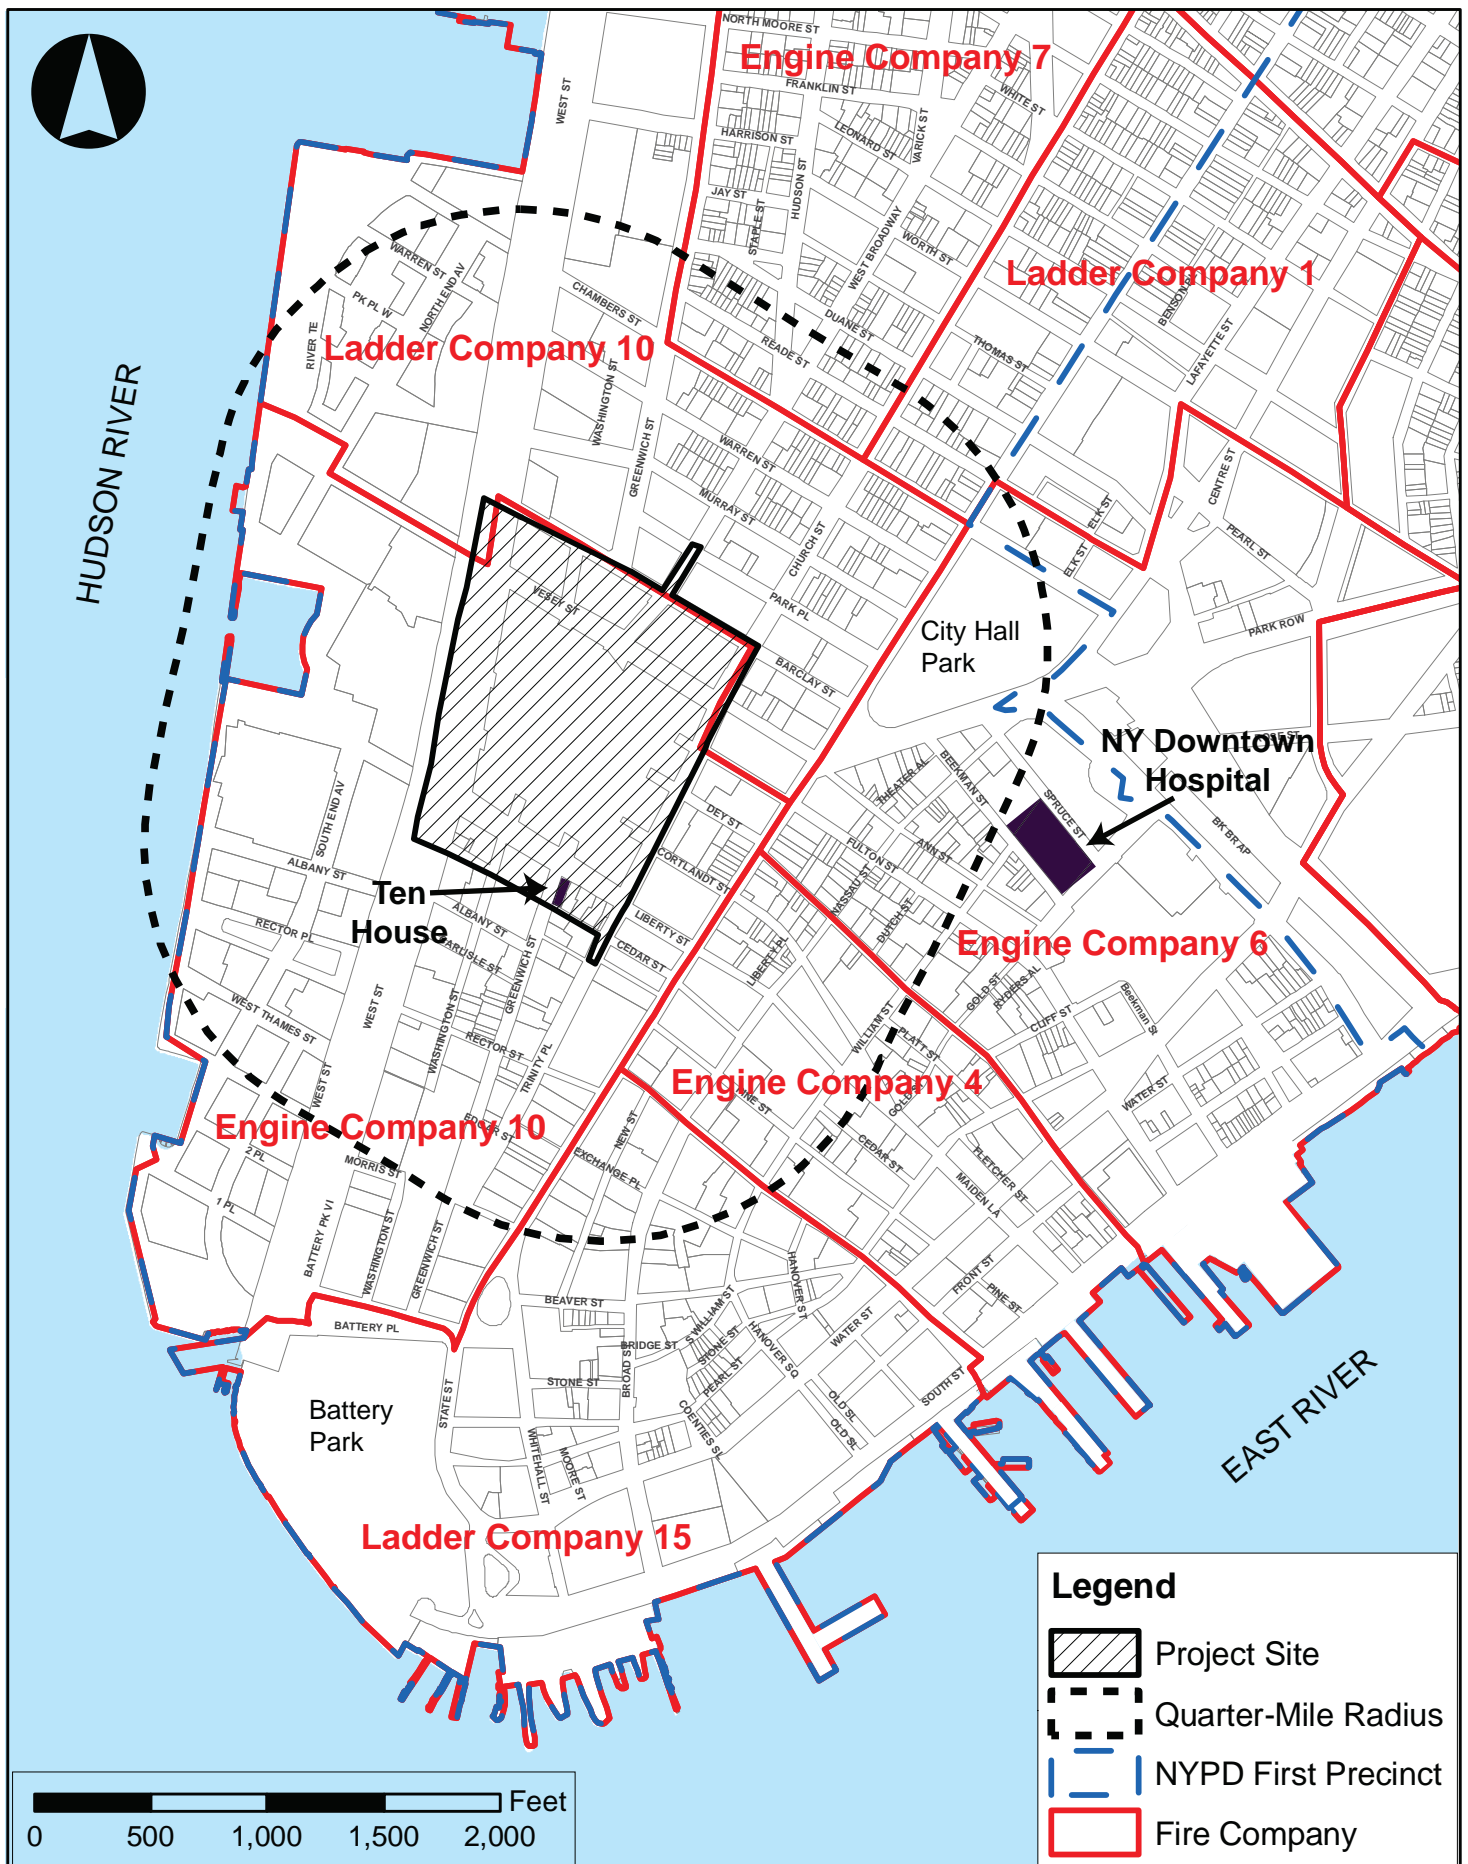 NORTH MOORE ST
Engine Company 7
FRANKLIN ST
WHITE ST
WEST ST
HARRISON ST
LEONARD ST
VARICK ST
JAY ST
STAPLE ST
HUDSON ST
WEST BROADWAY
WORTH ST
Ladder Company 1
BENSON
LAFAYETTE ST
WARREN ST
NORTH END AV
PK PL W
RIVER TE
CHAMBERS ST
DUANE ST
READE ST
THOMAS ST
Ladder Company 10
WASHINGTON ST
GREENWICH ST
WARREN ST
MURRAY ST
CHURCH ST
CENTRE ST
ELK ST
ELK ST
PEARL ST
HUDSON RIVER
VESEY ST
PARK PL
BARCLAY ST
City Hall
Park
PARK ROW
NY Downtown
Hospital
SPRUCE ST
BK BR AP
BEEKMAN ST
THEATER AL
ANN ST
FULTON ST
NASSAU ST
DUTCH ST
DEY ST
CORTLANDT ST
SOUTH END AV
ALBANY ST
Ten
House
ALBANY ST
CARLISLE ST
GREENWICH ST
LIBERTY ST
CEDAR ST
LIBERTY PL
RECTOR PL
Engine Company 6
GOLD ST
RYDERS AL
CLIFF ST
Beekman St
WEST THAMES ST
WEST ST
WASHINGTON ST
RECTOR ST
TRINITY PL
WILLIAM ST
PLATT ST
Engine Company 4
PINE ST
GOLD ST
WATER ST
WEST ST
Engine Company 10
EDGAR ST
NEW ST
EXCHANGE PL
CEDAR ST
FLETCHER ST
MAIDEN LA
2 PL
1 PL
MORRIS ST
BATTERY PK VI
WASHINGTON ST
GREENWICH ST
HANOVER ST
FRONT ST
PINE ST
BEAVER ST
BATTERY PL
BRIDGE ST
BROAD ST
S WILLIAM ST
STONE ST
PEARL ST
HANOVER SQ
WATER ST
STONE ST
STATE ST
SOUTH ST
OLD SL
OLD SL
COENTIES SL
EAST RIVER
Battery
Park
WHITEHALL ST
MOORE ST
Ladder Company 15
Legend
Project Site
Quarter-Mile Radius
NYPD First Precinct
Fire Company
Feet
0 500 1,000 1,500 2,000